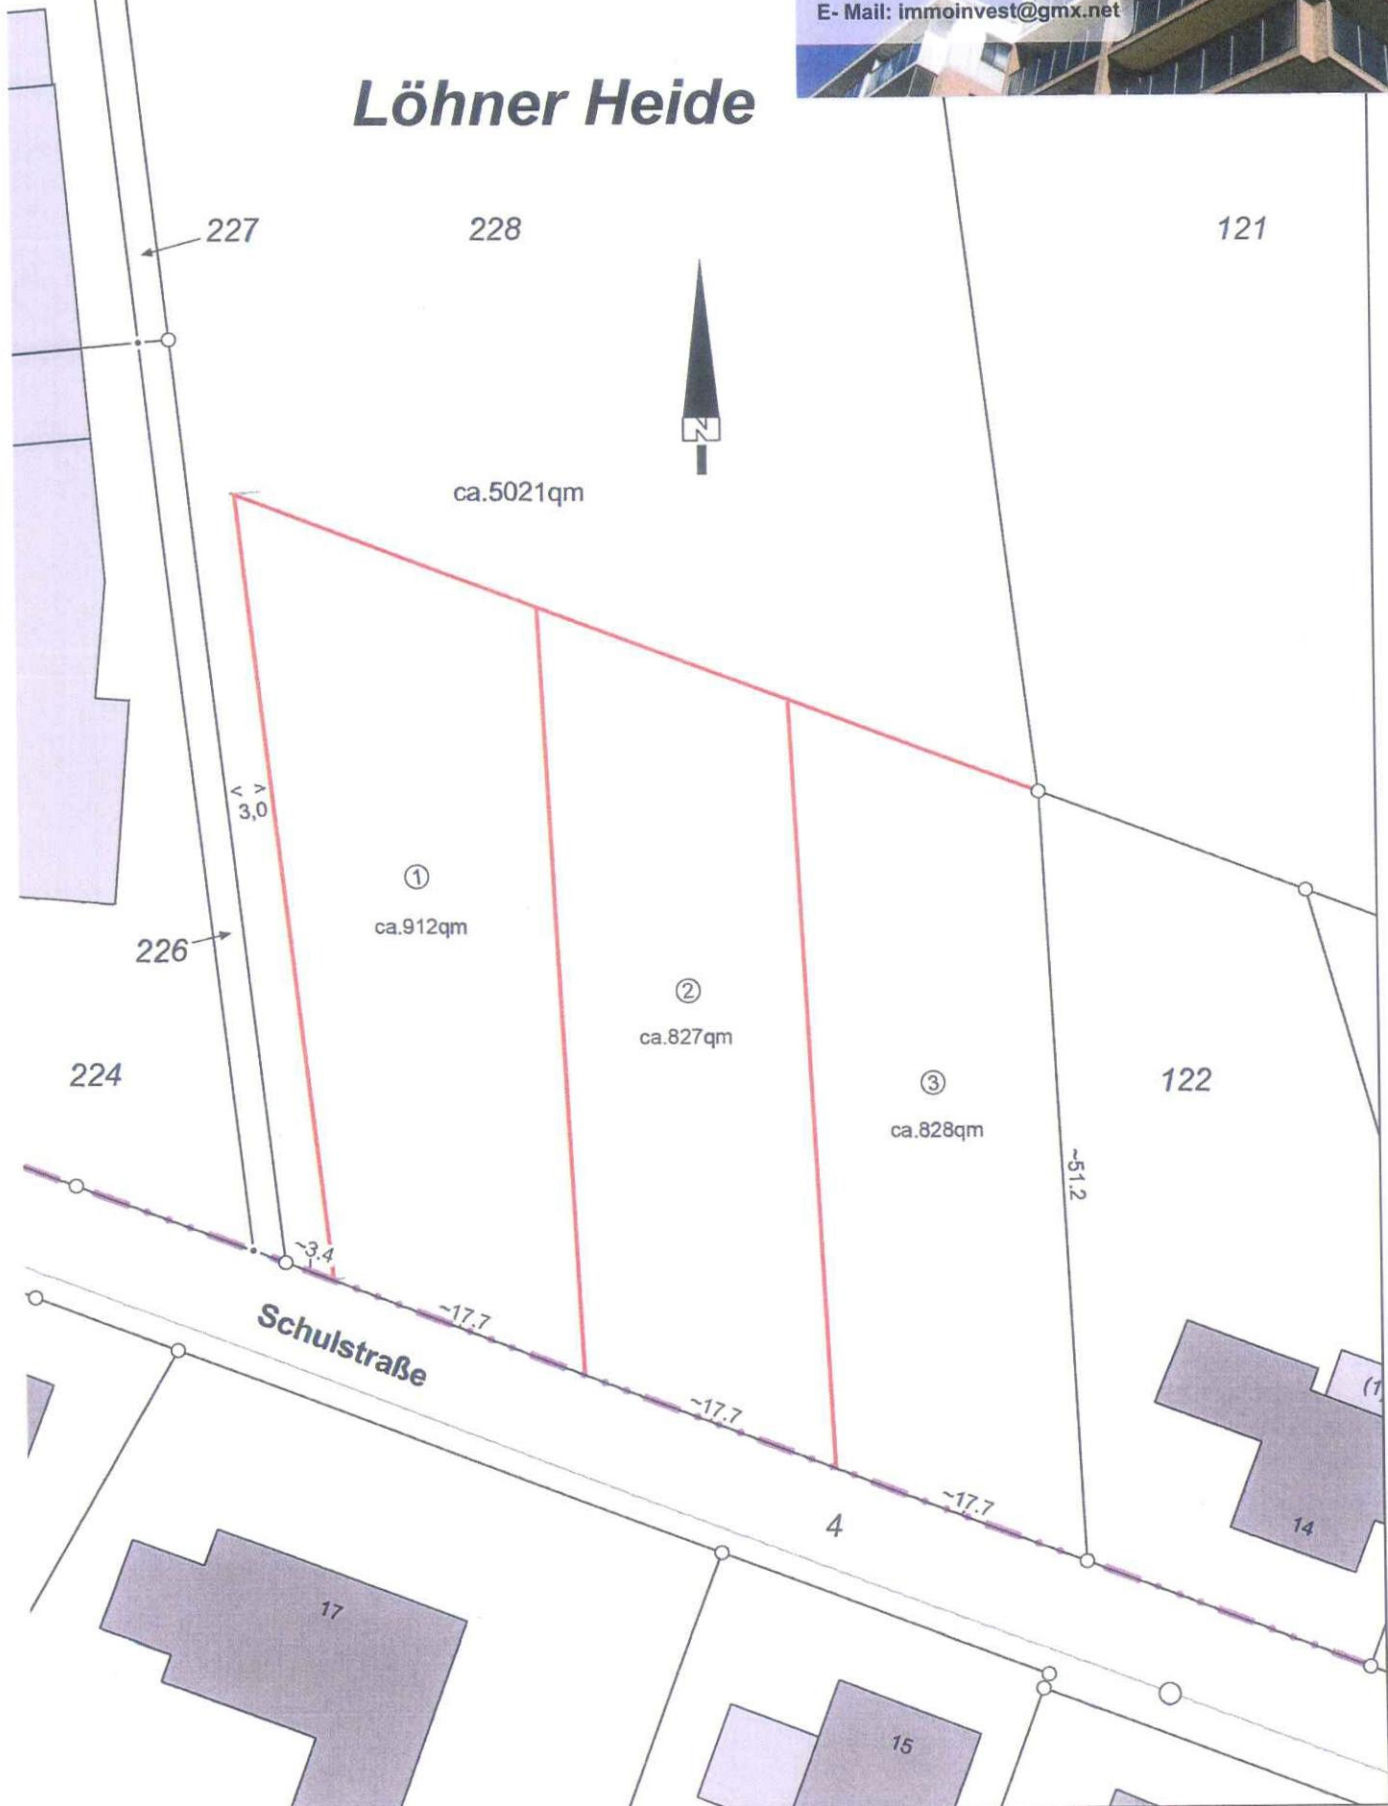 E- Mail: immoinvest@gmx.net
Löhner Heide
227
228
121
N
ca.5021qm
< >
3,0
①
ca.912qm
226
②
ca.827qm
224
③
ca.828qm
122
~51.2
~3.4
~17.7
Schulstraße
~17.7
~17.7
4
14
17
15